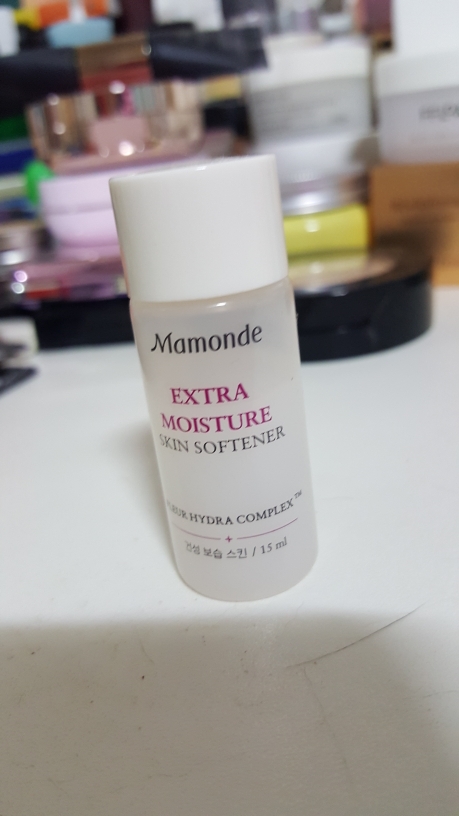 Mamonde
EXTRA
MOISTURE
SKIN SOFTENER
HYDRA COMPLEX™
건성 보습 스킨 / 15 ml